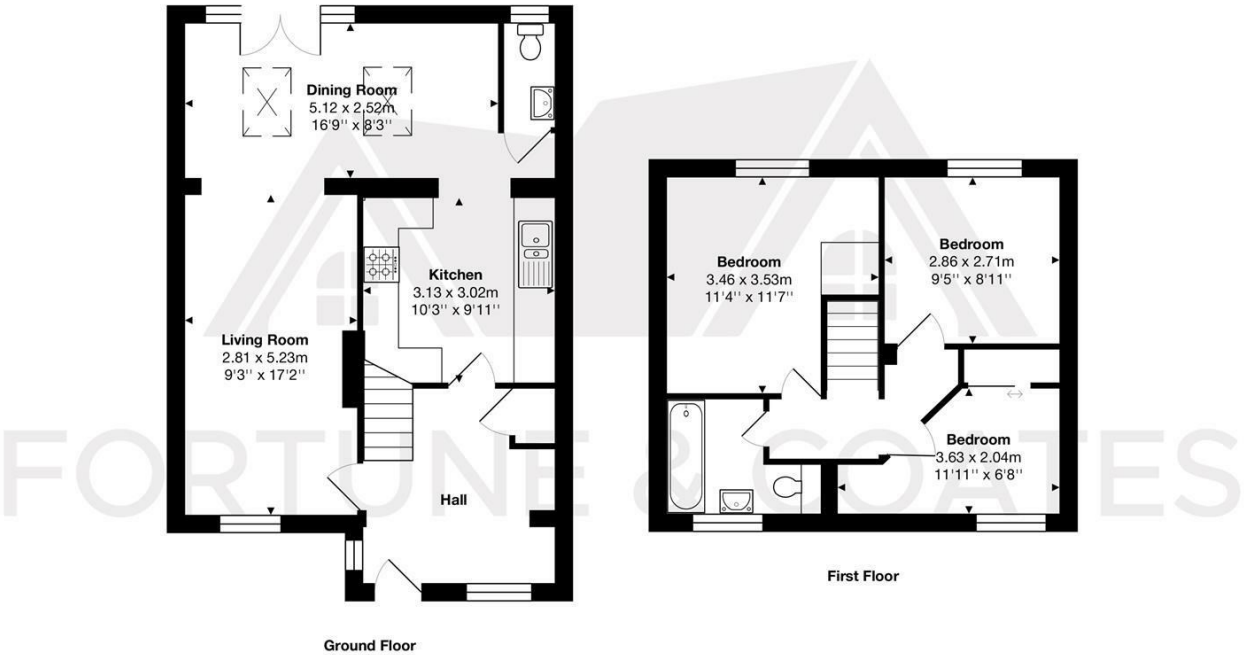 Dining Room
5.12 x 2.52m
16'9'' x 8'3''
Kitchen
3.13 x 3.02m
10'3'' x 9'11''
Living Room
2.81 x 5.23m
9'3'' x 17'2''
Hall
Ground Floor
Bedroom
3.46 x 3.53m
11'4'' x 11'7''
Bedroom
2.86 x 2.71m
9'5'' x 8'11''
Bedroom
3.63 x 2.04m
11'11'' x 6'8''
First Floor
FORTUNE & COATES